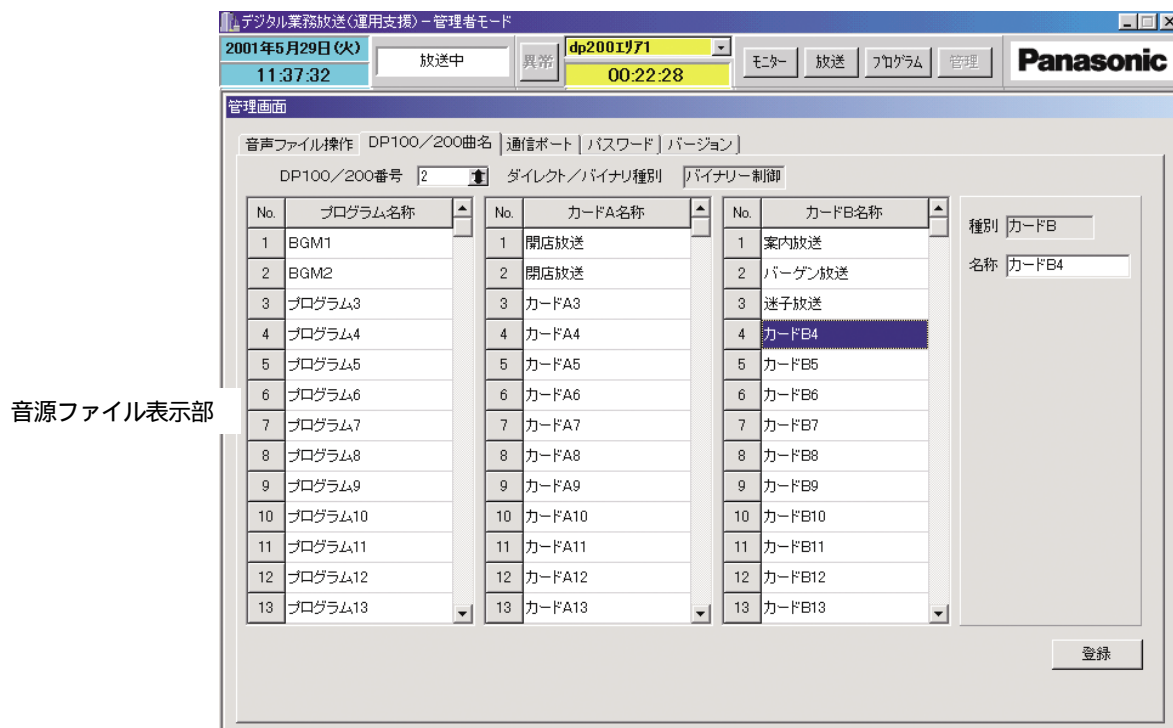 デジタル業務放送(運用支援)－管理者モード
2001年5月29日(火)
11:37:32
放送中
異常
dp200ｴﾘｱ1
00:22:28
ﾓﾆﾀｰ 放送 ﾌﾟﾛｸﾞﾗﾑ 管理
Panasonic
管理画面
音声ファイル操作 DP100／200曲名 通信ポート パスワード バージョン
DP100／200番号 2 ダイレクト／バイナリ種別 バイナリー制御
No. プログラム名称 No. カードA名称 No. カードB名称
1 BGM1 1 開店放送 1 案内放送
2 BGM2 2 開店放送 2 バーゲン放送
3 プログラム3 3 カードA3 3 迷子放送
4 プログラム4 4 カードA4 4 カードB4
5 プログラム5 5 カードA5 5 カードB5
6 プログラム6 6 カードA6 6 カードB6
7 プログラム7 7 カードA7 7 カードB7
8 プログラム8 8 カードA8 8 カードB8
9 プログラム9 9 カードA9 9 カードB9
10 プログラム10 10 カードA10 10 カードB10
11 プログラム11 11 カードA11 11 カードB11
12 プログラム12 12 カードA12 12 カードB12
13 プログラム13 13 カードA13 13 カードB13
種別 カードB
名称 カードB4
登録
音源ファイル表示部